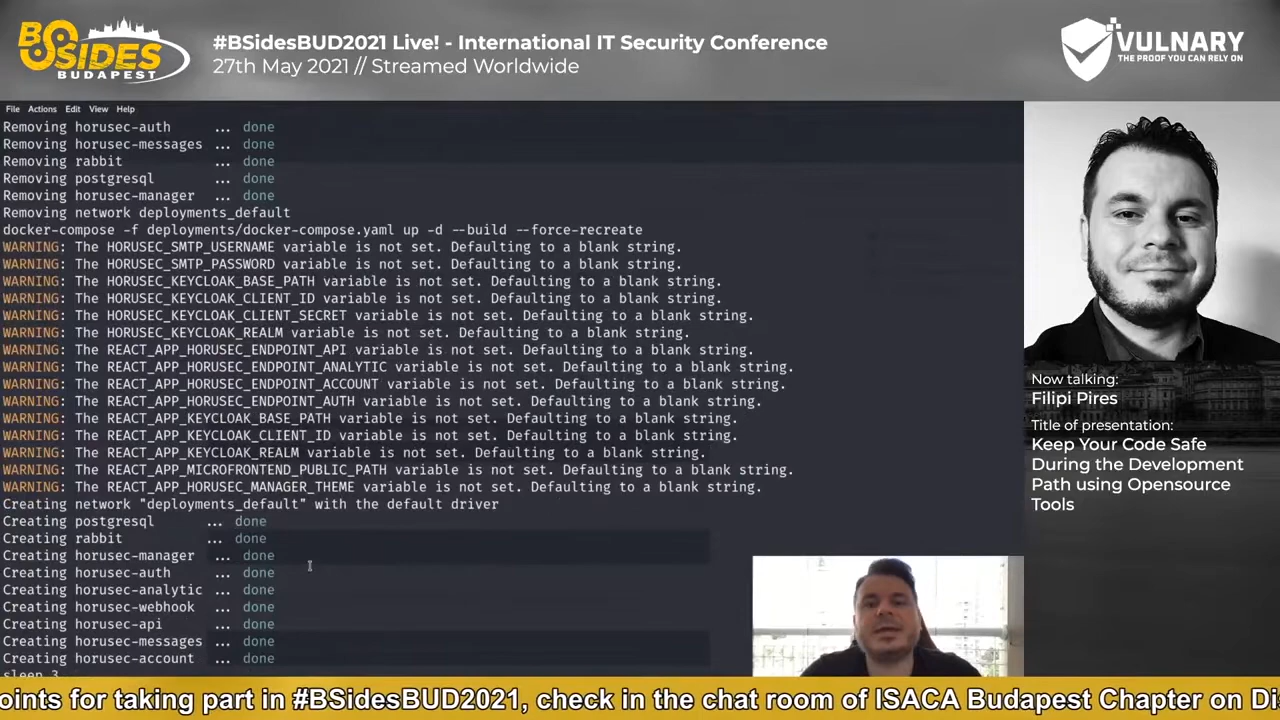 BSIDES
BUDAPEST
#BSidesBUD2021 Live! - International IT Security Conference
27th May 2021 // Streamed Worldwide
VULNARY
THE PROOF YOU CAN RELY ON
File Actions Edit View Help
Removing horusec-auth ... done
Removing horusec-messages ... done
Removing rabbit ... done
Removing postgresql ... done
Removing horusec-manager ... done
Removing network deployments_default
docker-compose -f deployments/docker-compose.yaml up -d --build --force-recreate
WARNING: The HORUSEC_SMTP_USERNAME variable is not set. Defaulting to a blank string.
WARNING: The HORUSEC_SMTP_PASSWORD variable is not set. Defaulting to a blank string.
WARNING: The HORUSEC_KEYCLOAK_BASE_PATH variable is not set. Defaulting to a blank string.
WARNING: The HORUSEC_KEYCLOAK_CLIENT_ID variable is not set. Defaulting to a blank string.
WARNING: The HORUSEC_KEYCLOAK_CLIENT_SECRET variable is not set. Defaulting to a blank string.
WARNING: The HORUSEC_KEYCLOAK_REALM variable is not set. Defaulting to a blank string.
WARNING: The REACT_APP_HORUSEC_ENDPOINT_API variable is not set. Defaulting to a blank string.
WARNING: The REACT_APP_HORUSEC_ENDPOINT_ANALYTIC variable is not set. Defaulting to a blank string.
WARNING: The REACT_APP_HORUSEC_ENDPOINT_ACCOUNT variable is not set. Defaulting to a blank string.
WARNING: The REACT_APP_HORUSEC_ENDPOINT_AUTH variable is not set. Defaulting to a blank string.
WARNING: The REACT_APP_KEYCLOAK_BASE_PATH variable is not set. Defaulting to a blank string.
WARNING: The REACT_APP_KEYCLOAK_CLIENT_ID variable is not set. Defaulting to a blank string.
WARNING: The REACT_APP_KEYCLOAK_REALM variable is not set. Defaulting to a blank string.
WARNING: The REACT_APP_MICROFRONTEND_PUBLIC_PATH variable is not set. Defaulting to a blank string.
WARNING: The REACT_APP_HORUSEC_MANAGER_THEME variable is not set. Defaulting to a blank string.
Creating network "deployments_default" with the default driver
Creating postgresql ... done
Creating rabbit ... done
Creating horusec-manager ... done
Creating horusec-auth ... done
Creating horusec-analytic ... done
Creating horusec-webhook ... done
Creating horusec-api ... done
Creating horusec-messages ... done
Creating horusec-account ... done
sleep 3
Now talking:
Filipi Pires
Title of presentation:
Keep Your Code Safe
During the Development
Path using Opensource
Tools
oints for taking part in #BSidesBUD2021, check in the chat room of ISACA Budapest Chapter on Dis